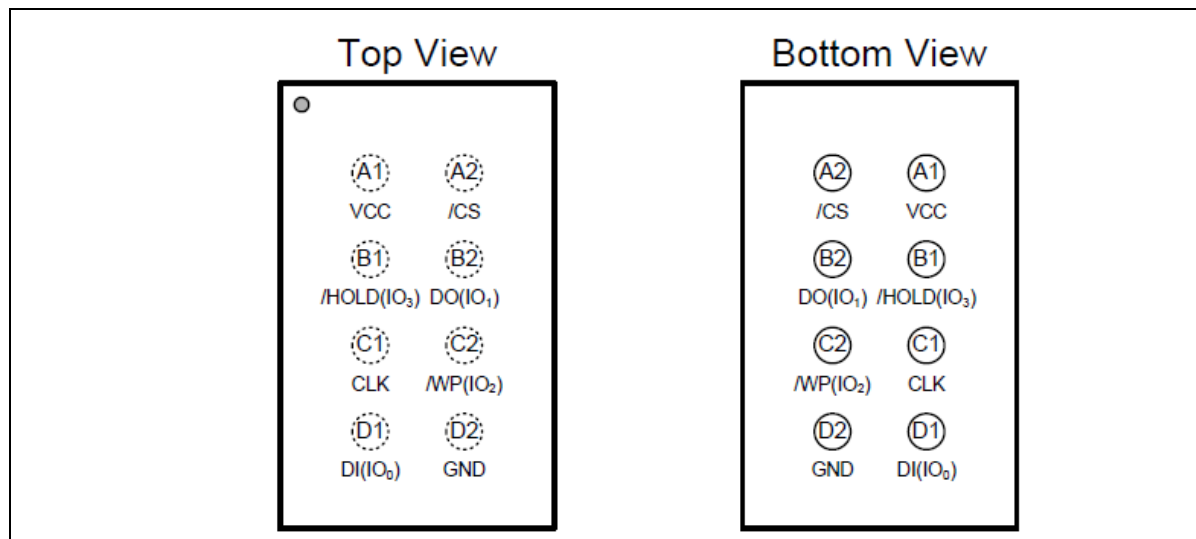 Top View Bottom View
A1 A2 A2 A1
VCC /CS /CS VCC
B1 B2 B2 B1
/HOLD(IO₃) DO(IO₁) DO(IO₁) /HOLD(IO₃)
C1 C2 C2 C1
CLK /WP(IO₂) /WP(IO₂) CLK
D1 D2 D2 D1
DI(IO₀) GND GND DI(IO₀)